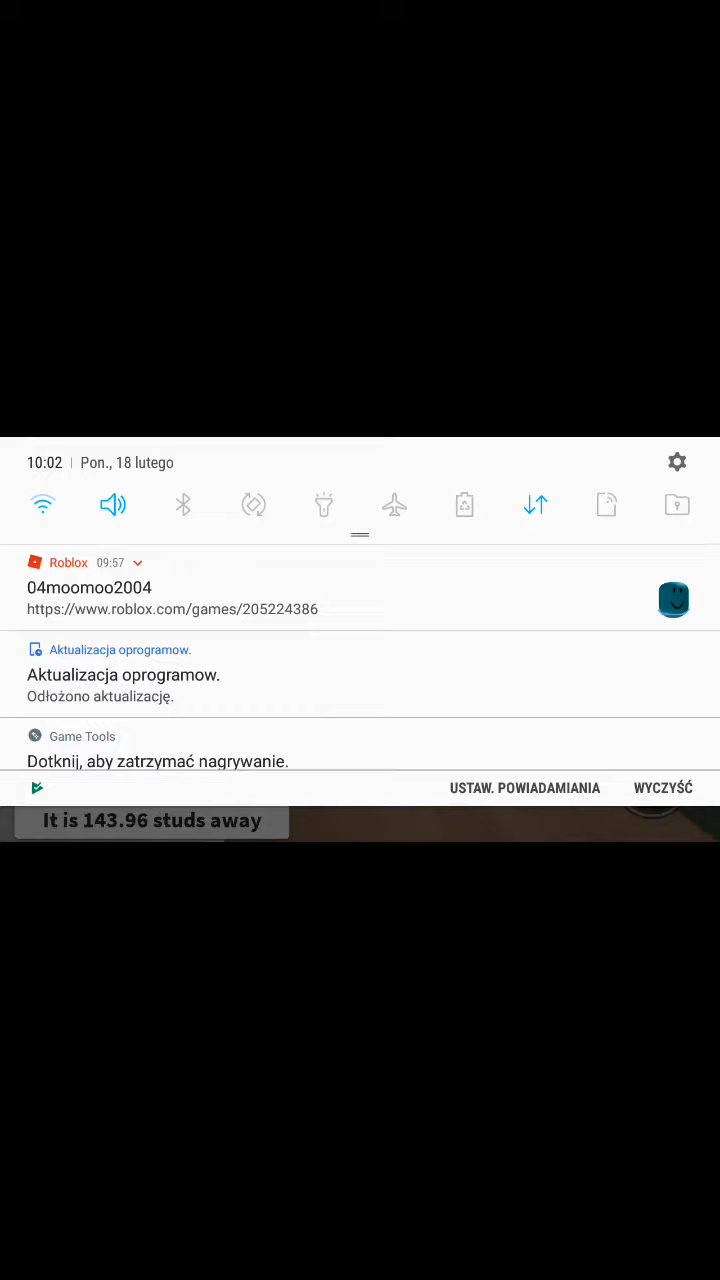 10:02 | Pon., 18 lutego
Roblox 09:57
04moomoo2004
https://www.roblox.com/games/205224386
Aktualizacja oprogramow.
Aktualizacja oprogramow.
Odłożono aktualizację.
Game Tools
Dotknij, aby zatrzymać nagrywanie.
USTAW. POWIADAMIANIA WYCZYŚĆ
It is 143.96 studs away